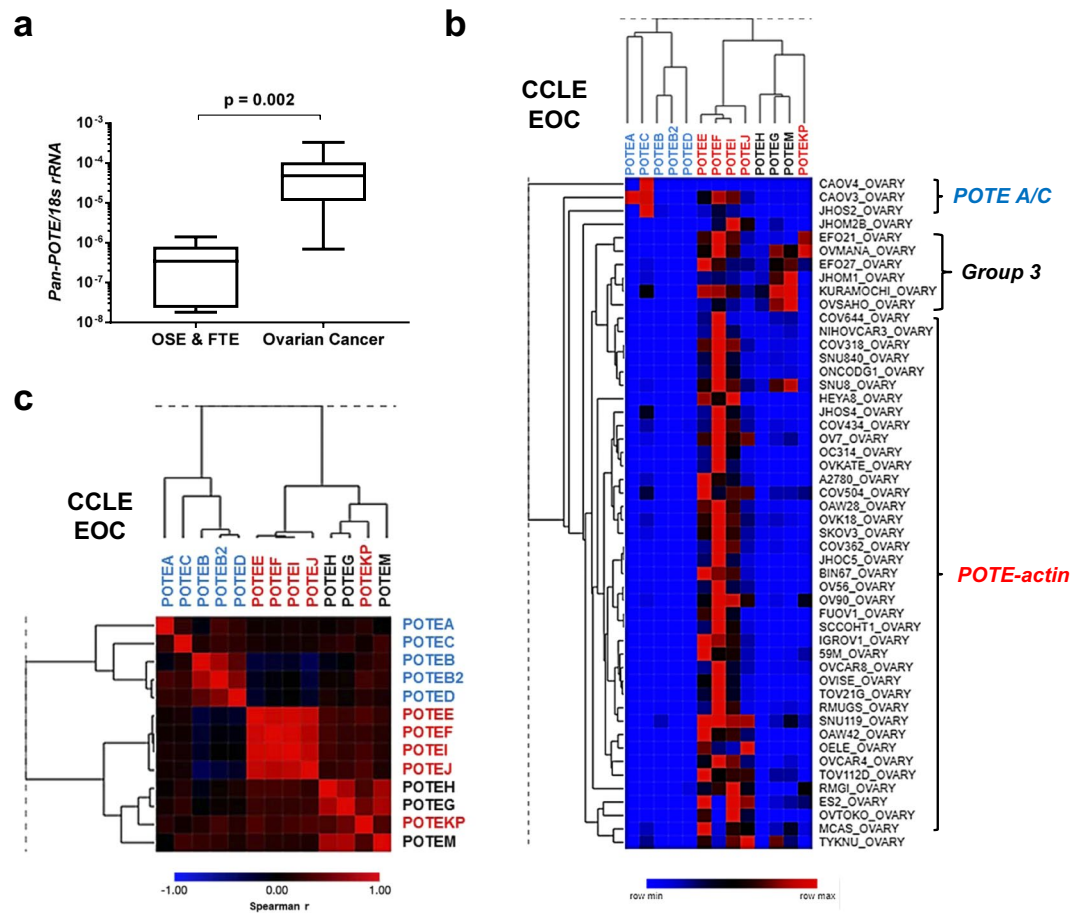 a
p = 0.002
Pan-POTE/18s rRNA
10-3
10-4
10-5
10-6
10-7
10-8
OSE & FTE
Ovarian Cancer
b
CCLE
EOC
POTEA
POTEC
POTEB
POTEB2
POTED
POTEE
POTEF
POTEI
POTEJ
POTEH
POTEG
POTEM
POTEKP
CAOV4_OVARY
CAOV3_OVARY
JHOS2_OVARY
JHOM2B_OVARY
EFO21_OVARY
OVMANA_OVARY
EFO27_OVARY
JHOM1_OVARY
KURAMOCHI_OVARY
OVSAHO_OVARY
COV644_OVARY
NIHOVCAR3_OVARY
COV318_OVARY
SNU840_OVARY
ONCODG1_OVARY
SNU8_OVARY
HEYA8_OVARY
JHOS4_OVARY
COV434_OVARY
OV7_OVARY
OC314_OVARY
OVKATE_OVARY
A2780_OVARY
COV504_OVARY
OAW28_OVARY
OVK18_OVARY
SKOV3_OVARY
COV362_OVARY
JHOC5_OVARY
BIN67_OVARY
OV56_OVARY
OV90_OVARY
FUOV1_OVARY
SCCOHT1_OVARY
IGROV1_OVARY
59M_OVARY
OVCAR8_OVARY
OVISE_OVARY
TOV21G_OVARY
RMUGS_OVARY
SNU119_OVARY
OAW42_OVARY
OELE_OVARY
OVCAR4_OVARY
TOV112D_OVARY
RMGI_OVARY
ES2_OVARY
OVTOKO_OVARY
MCAS_OVARY
TYKNU_OVARY
POTE A/C
Group 3
POTE-actin
row min
row max
c
CCLE
EOC
POTEA
POTEC
POTEB
POTEB2
POTED
POTEE
POTEF
POTEI
POTEJ
POTEH
POTEG
POTEKP
POTEM
POTEA
POTEC
POTEB
POTEB2
POTED
POTEE
POTEF
POTEI
POTEJ
POTEH
POTEG
POTEKP
POTEM
-1.00 0.00 1.00
Spearman r